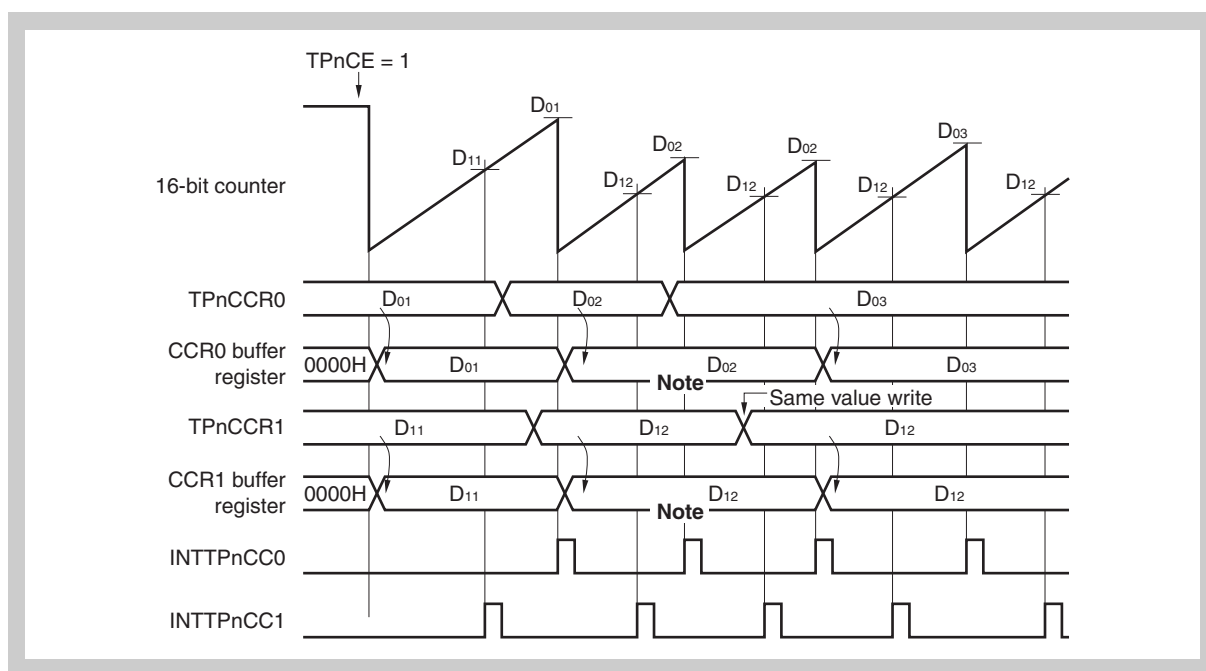 TPnCE = 1
D01
D11
D02
D12
D02
D12
D03
D12
D12
16-bit counter
TPnCCR0
D01
D02
D03
CCR0 buffer
register
0000H
D01
D02
D03
Note
Same value write
TPnCCR1
D11
D12
D12
CCR1 buffer
register
0000H
D11
D12
D12
Note
INTTPnCC0
INTTPnCC1